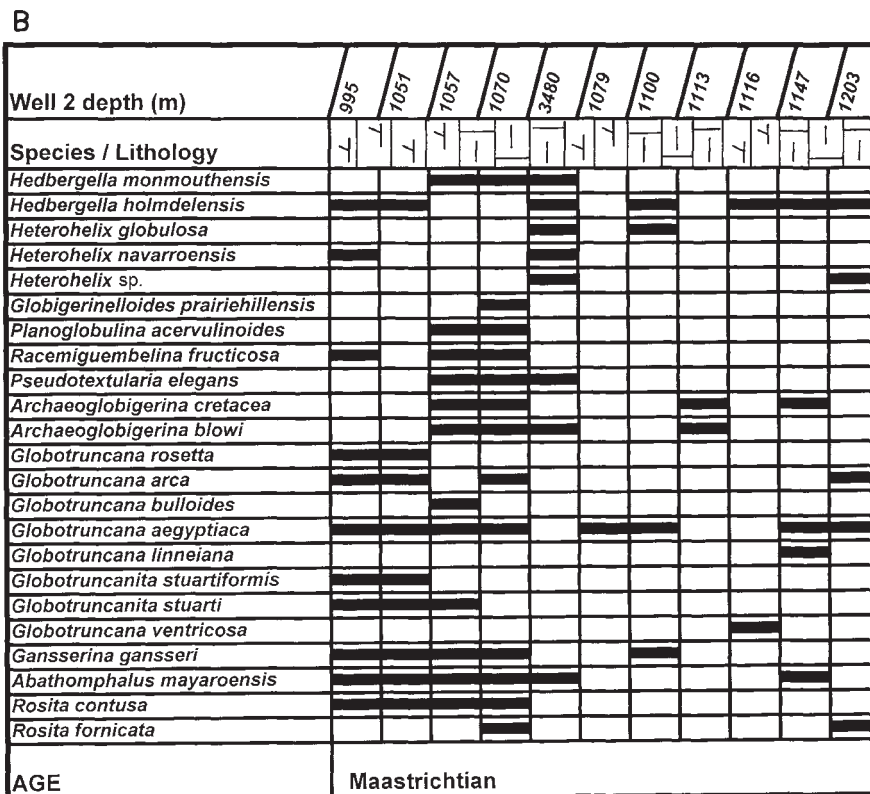 B
Well 2 depth (m) 995 1051 1057 1070 3480 1079 1100 1113 1116 1147 1203
Species / Lithology
Hedbergella monmouthensis
Hedbergella holmdelensis
Heterohelix globulosa
Heterohelix navarroensis
Heterohelix sp.
Globigerinelloides prairiehillensis
Planoglobulina acervulinoides
Racemiguembelina fructicosa
Pseudotextularia elegans
Archaeoglobigerina cretacea
Archaeoglobigerina blowi
Globotruncana rosetta
Globotruncana arca
Globotruncana bulloides
Globotruncana aegyptiaca
Globotruncana linneiana
Globotruncanita stuartiformis
Globotruncanita stuarti
Globotruncana ventricosa
Gansserina gansseri
Abathomphalus mayaroensis
Rosita contusa
Rosita fornicata
AGE Maastrichtian